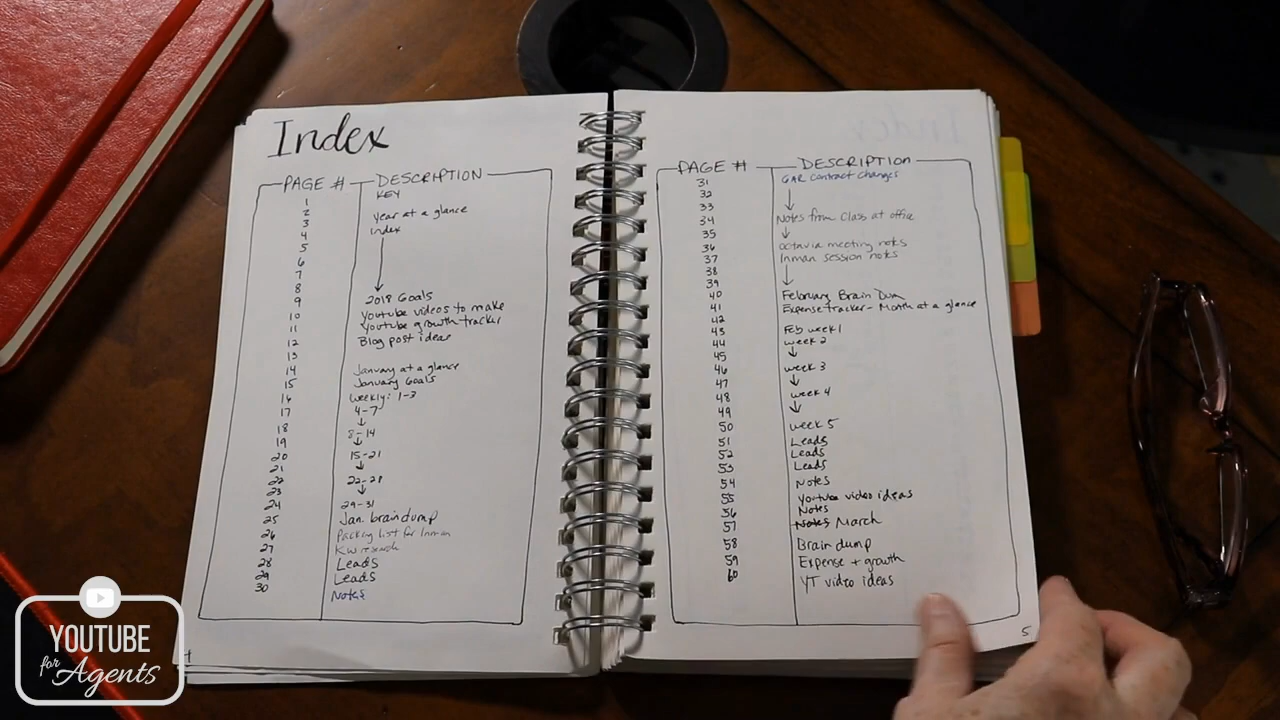 Index
PAGE # DESCRIPTION
1 KEY
2 year at a glance
3
4 index
5
6
7
8
9 2018 Goals
10 Youtube videos to make
11 Youtube growth tracker
12 Blog post ideas
13
14 January at a glance
15 January Goals
16 Weekly: 1-3
17 4-7
18 ↓
19 8-14
20 ↓ 15-21
21 ↓
22 22-28
23 ↓
24 29-31
25 Jan. braindump
26 Packing list for Inman
27 KW research
28 Leads
29 Leads
30 Notes
PAGE # DESCRIPTION
31 GAR contract changes
32
33 ↓
34 Notes from Class at office
35 ↓
36 octavia meeting notes
37 Inman session notes
38
39 ↓
40 February Brain Dum
41 Expense tracker - Month at a glance
42
43 Feb week 1
44 week 2
45 ↓
46 week 3
47 ↓
48 week 4
49 ↓
50 week 5
51 Leads
52 Leads
53 Leads
54 Notes
55 Youtube video ideas
56 Notes
57 Notes March
58 Brain dump
59 Expense + growth
60 YT video ideas
5
YOUTUBE
for
Agents